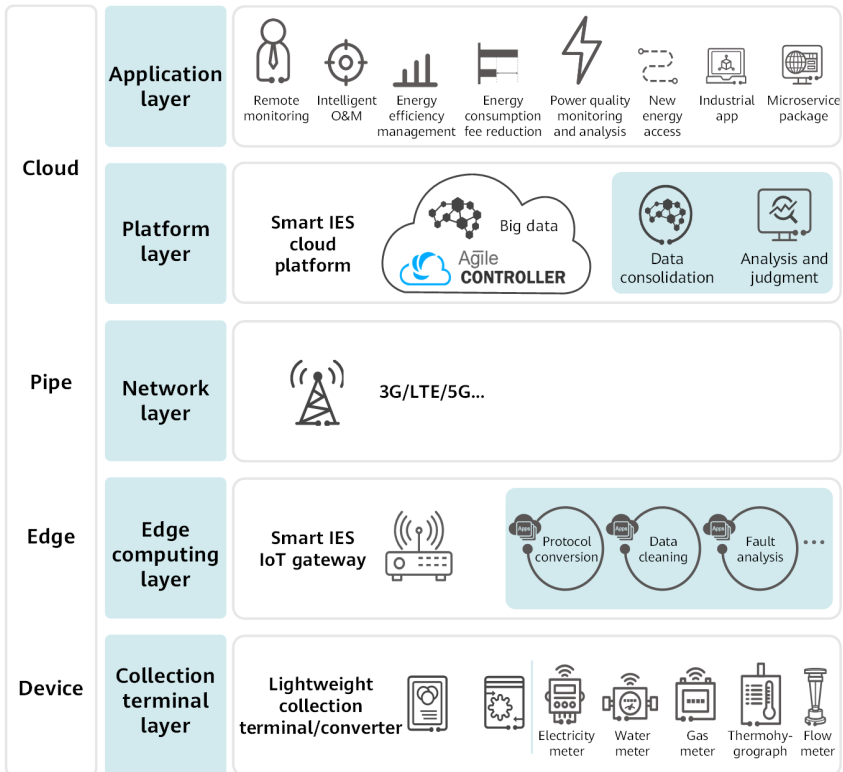 Cloud
Pipe
Edge
Device
Application
layer
Remote
monitoring
Intelligent
O&M
Energy
efficiency
management
Energy
consumption
fee reduction
Power quality
monitoring
and analysis
New
energy
access
Industrial
app
Microservice
package
Platform
layer
Smart IES
cloud
platform
Big data
Agile
CONTROLLER
Data
consolidation
Analysis and
judgment
Network
layer
3G/LTE/5G...
Edge
computing
layer
Smart IES
IoT gateway
Apps
Protocol
conversion
Apps
Data
cleaning
Apps
Fault
analysis
...
Collection
terminal
layer
Lightweight
collection
terminal/converter
Electricity
meter
Water
meter
Gas
meter
Thermohy-
grograph
Flow
meter